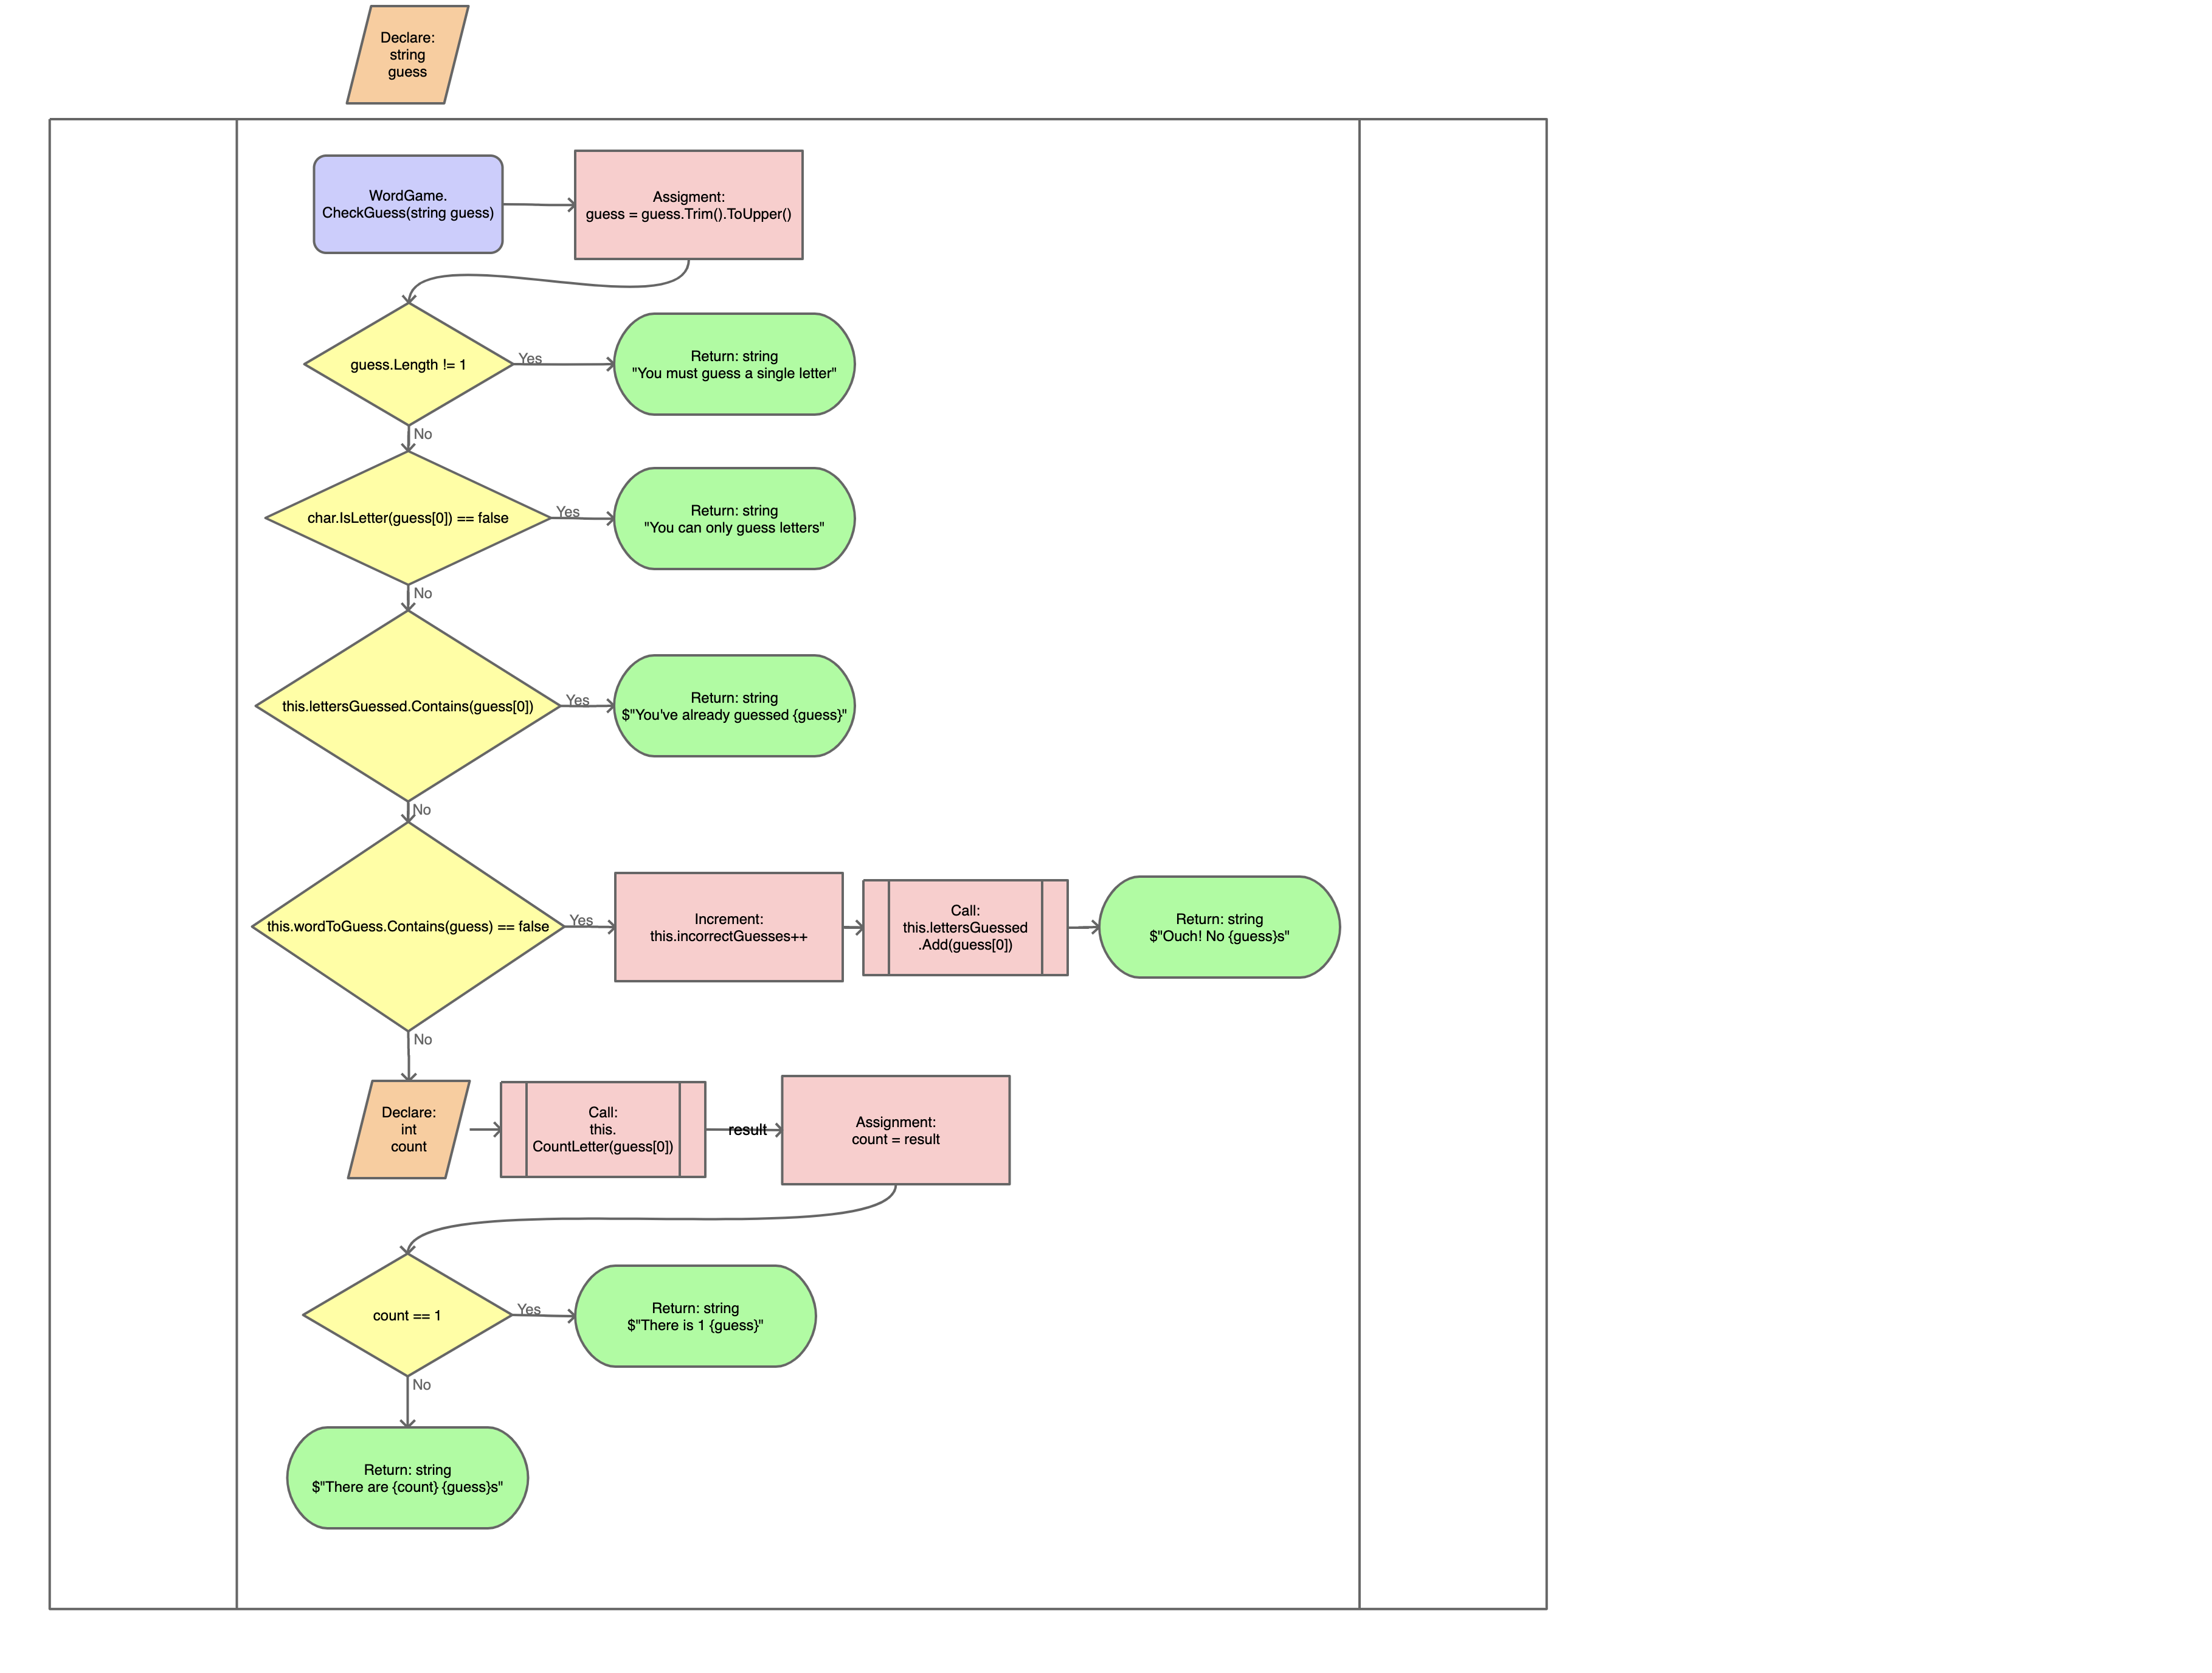 Declare:
string
guess
WordGame.
CheckGuess(string guess)
Assigment:
guess = guess.Trim().ToUpper()
guess.Length != 1
Yes
Return: string
"You must guess a single letter"
No
char.IsLetter(guess[0]) == false
Yes
Return: string
"You can only guess letters"
No
this.lettersGuessed.Contains(guess[0])
Yes
Return: string
$"You've already guessed {guess}"
No
this.wordToGuess.Contains(guess) == false
Yes
Increment:
this.incorrectGuesses++
Call:
this.lettersGuessed
.Add(guess[0])
Return: string
$"Ouch! No {guess}s"
No
Declare:
int
count
Call:
this.
CountLetter(guess[0])
result
Assignment:
count = result
count == 1
Yes
Return: string
$"There is 1 {guess}"
No
Return: string
$"There are {count} {guess}s"